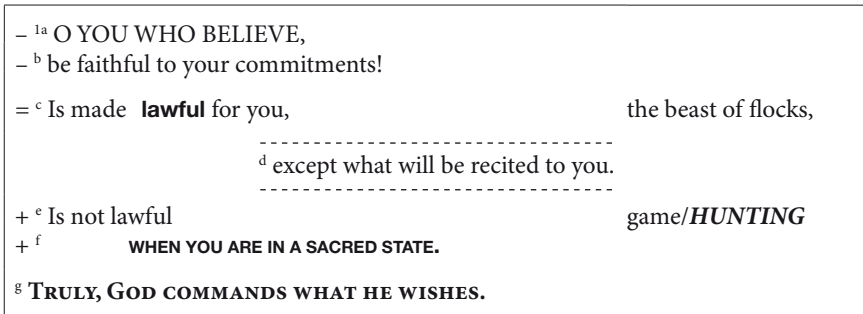 – 1a O YOU WHO BELIEVE,
– b be faithful to your commitments!
= c Is made lawful for you, the beast of flocks,
d except what will be recited to you.
+ e Is not lawful game/HUNTING
+ f WHEN YOU ARE IN A SACRED STATE.
g Truly, God commands what he wishes.